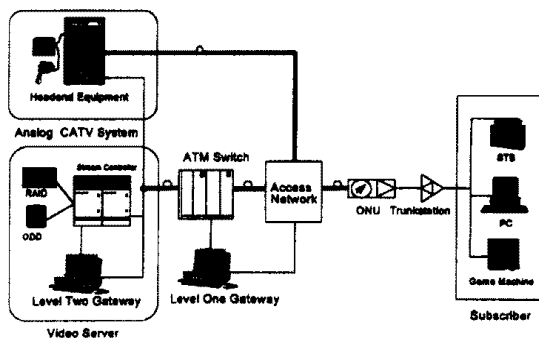 Headend Equipment
Analog CATV System
Stream Controller
RAID
ODD
Level Two Gateway
Video Server
ATM Switch
Level One Gateway
Access
Network
ONU
Trunkstation
STB
PC
Game Machine
Subscriber